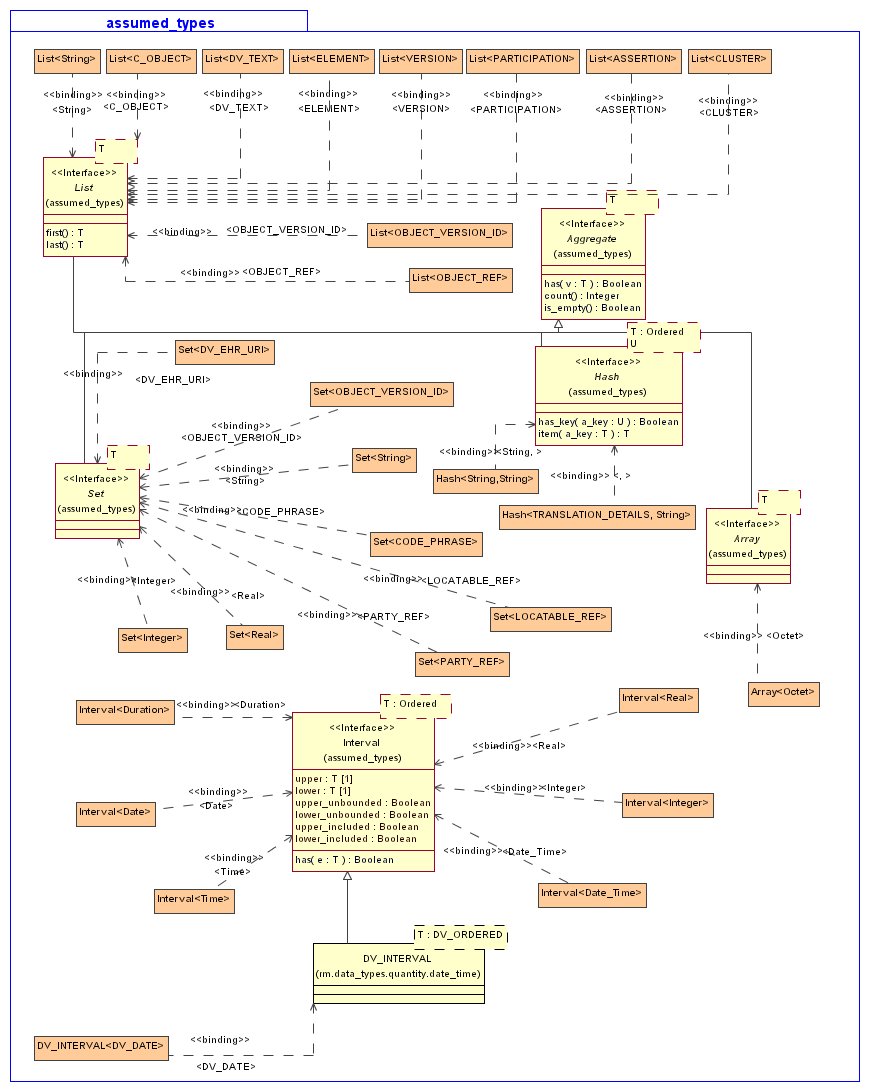 assumed_types
List<String>
List<C_OBJECT>
List<DV_TEXT>
List<ELEMENT>
List<VERSION>
List<PARTICIPATION>
List<ASSERTION>
List<CLUSTER>
<<binding>>
<String>
<<binding>>
<C_OBJECT>
<<binding>>
<DV_TEXT>
<<binding>>
<ELEMENT>
<<binding>>
<VERSION>
<<binding>>
<PARTICIPATION>
<<binding>>
<ASSERTION>
<<binding>>
<CLUSTER>
T
<<Interface>>
List
(assumed_types)
first() : T
last() : T
<<binding>>
<OBJECT_VERSION_ID>
List<OBJECT_VERSION_ID>
<<binding>>
<OBJECT_REF>
List<OBJECT_REF>
T
<<Interface>>
Aggregate
(assumed_types)
has( v : T ) : Boolean
count() : Integer
is_empty() : Boolean
T : Ordered
U
<<Interface>>
Hash
(assumed_types)
has_key( a_key : U ) : Boolean
item( a_key : T ) : T
Set<DV_EHR_URI>
<<binding>>
<DV_EHR_URI>
Set<OBJECT_VERSION_ID>
<<binding>>
<OBJECT_VERSION_ID>
Set<String>
<<binding>>
<String>
<<binding>>
<String, >
Hash<String,String>
<<binding>>
<, >
Hash<TRANSLATION_DETAILS, String>
T
<<Interface>>
Set
(assumed_types)
<<binding>>
<CODE_PHRASE>
Set<CODE_PHRASE>
T
<<Interface>>
Array
(assumed_types)
<<binding>>
<Integer>
<<binding>>
<Real>
<<binding>>
<LOCATABLE_REF>
<<binding>>
<PARTY_REF>
Set<LOCATABLE_REF>
Set<Integer>
Set<Real>
Set<PARTY_REF>
<<binding>>
<Octet>
Array<Octet>
Interval<Duration>
<<binding>>
<Duration>
T : Ordered
<<Interface>>
Interval
(assumed_types)
upper : T [1]
lower : T [1]
upper_unbounded : Boolean
lower_unbounded : Boolean
upper_included : Boolean
lower_included : Boolean
has( e : T ) : Boolean
Interval<Real>
<<binding>>
<Real>
<<binding>>
<Date>
Interval<Date>
<<binding>>
<Integer>
Interval<Integer>
<<binding>>
<Time>
Interval<Time>
<<binding>>
<Date_Time>
Interval<Date_Time>
T : DV_ORDERED
DV_INTERVAL
(rm.data_types.quantity.date_time)
DV_INTERVAL<DV_DATE>
<<binding>>
<DV_DATE>